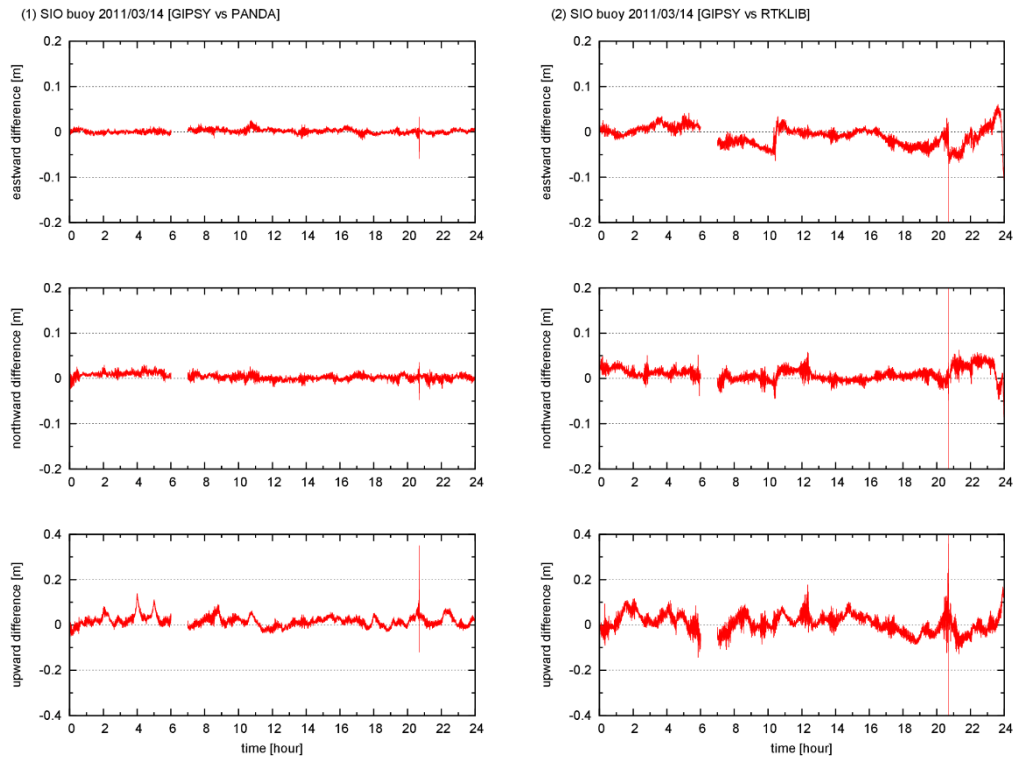 (1) SIO buoy 2011/03/14 [GIPSY vs PANDA]
0.2
0.1
0
-0.1
-0.2
eastward difference [m]
0 2 4 6 8 10 12 14 16 18 20 22 24
0.2
0.1
0
-0.1
-0.2
northward difference [m]
0 2 4 6 8 10 12 14 16 18 20 22 24
0.4
0.2
0
-0.2
-0.4
upward difference [m]
0 2 4 6 8 10 12 14 16 18 20 22 24
time [hour]
(2) SIO buoy 2011/03/14 [GIPSY vs RTKLIB]
0.2
0.1
0
-0.1
-0.2
eastward difference [m]
0 2 4 6 8 10 12 14 16 18 20 22 24
0.2
0.1
0
-0.1
-0.2
northward difference [m]
0 2 4 6 8 10 12 14 16 18 20 22 24
0.4
0.2
0
-0.2
-0.4
upward difference [m]
0 2 4 6 8 10 12 14 16 18 20 22 24
time [hour]